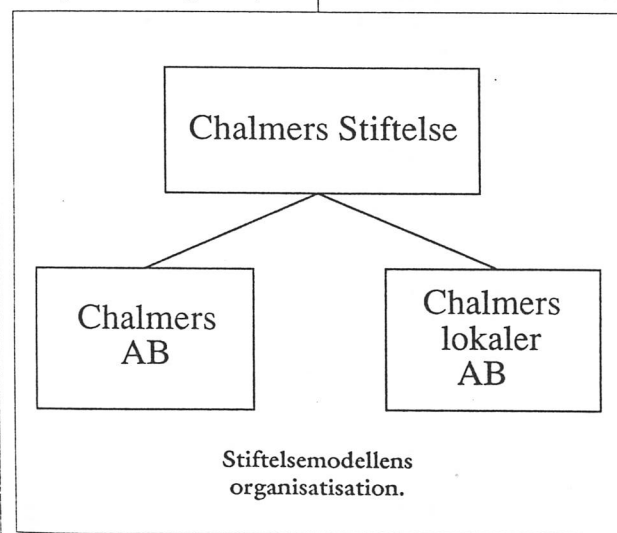 Chalmers Stiftelse
Chalmers
AB
Chalmers
lokaler
AB
Stiftelsemodellens
organisatisation.